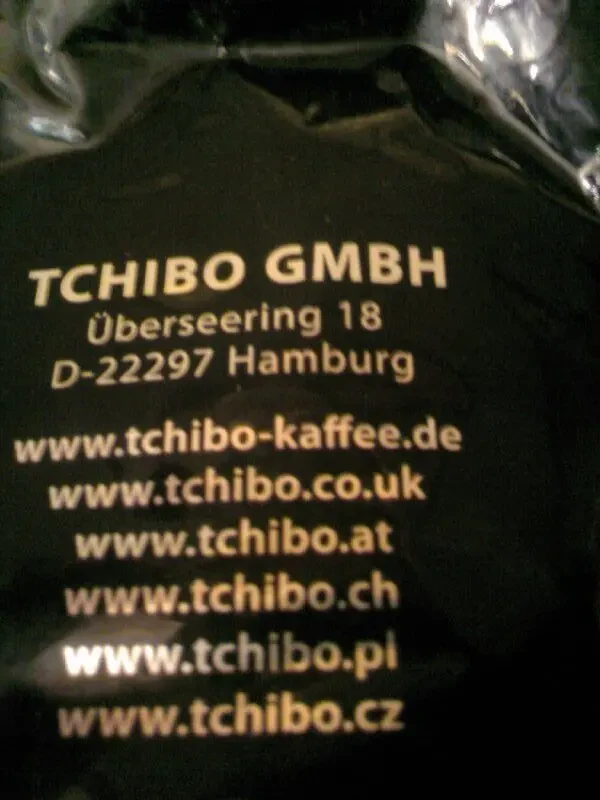 TCHIBO GMBH
Überseering 18
D-22297 Hamburg
www.tchibo-kaffee.de
www.tchibo.co.uk
www.tchibo.at
www.tchibo.ch
www.tchibo.pl
www.tchibo.cz